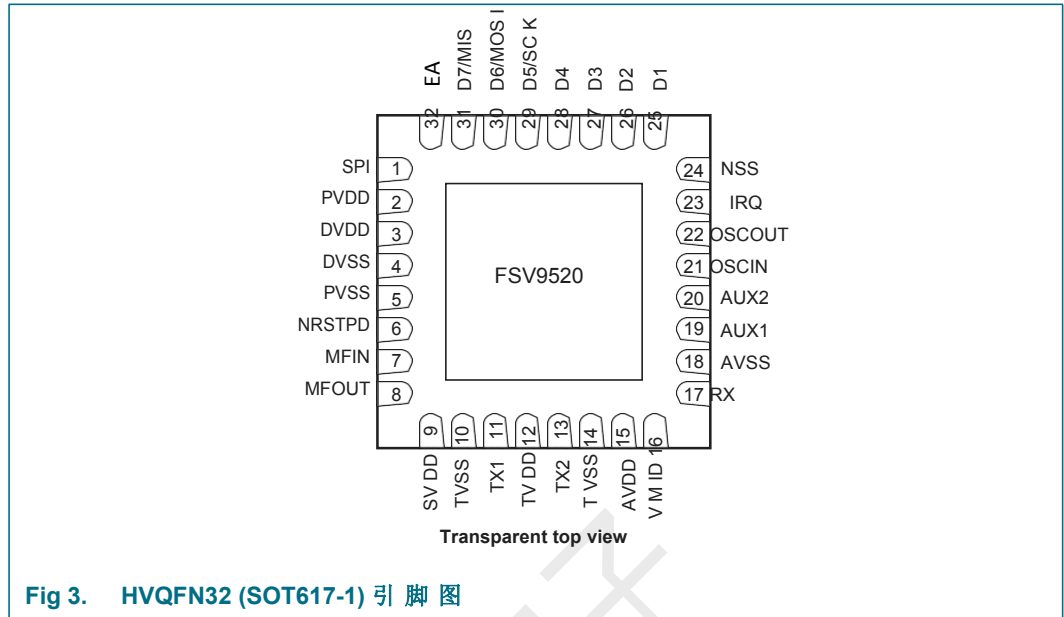 EA
D7/MIS
D6/MOS I
D5/SC K
D4
D3
D2
D1
32
31
30
29
28
27
26
25
SPI 1
PVDD 2
DVDD 3
DVSS 4
PVSS 5
NRSTPD 6
MFIN 7
MFOUT 8
FSV9520
24 NSS
23 IRQ
22 OSCOUT
21 OSCIN
20 AUX2
19 AUX1
18 AVSS
17 RX
9
10
11
12
13
14
15
16
SV DD
TVSS
TX1
TV DD
TX2
T VSS
AVDD
V M ID
Transparent top view
Fig 3. HVQFN32 (SOT617-1) 引 脚 图